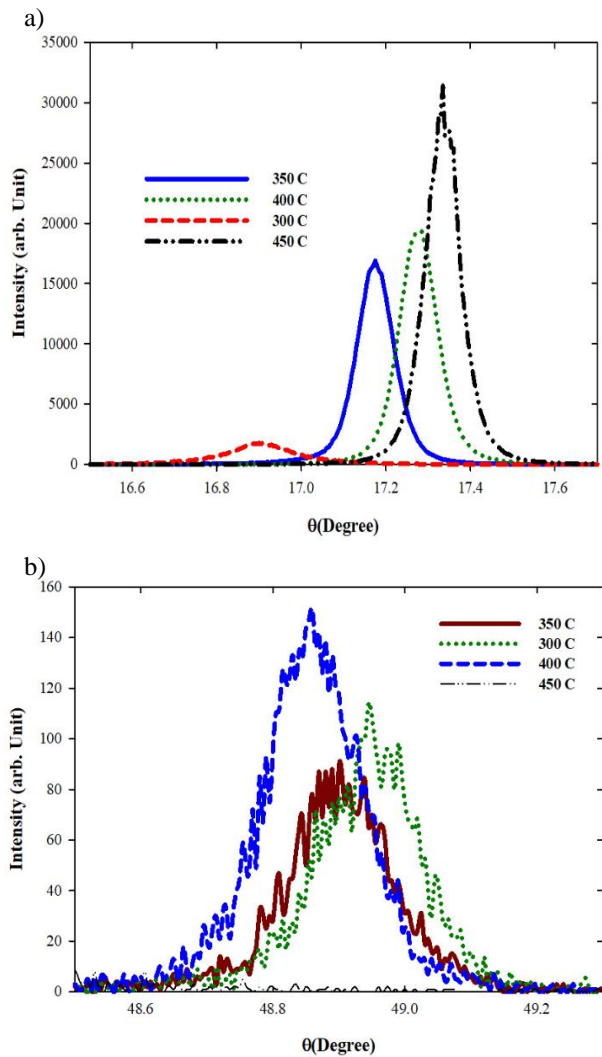 a)
35000
30000
25000
20000
15000
10000
5000
0
Intensity (arb. Unit)
350 C
400 C
300 C
450 C
16.6 16.8 17.0 17.2 17.4 17.6
θ(Degree)
b)
160
140
120
100
80
60
40
20
0
Intensity (arb. Unit)
350 C
300 C
400 C
450 C
48.6 48.8 49.0 49.2
θ(Degree)